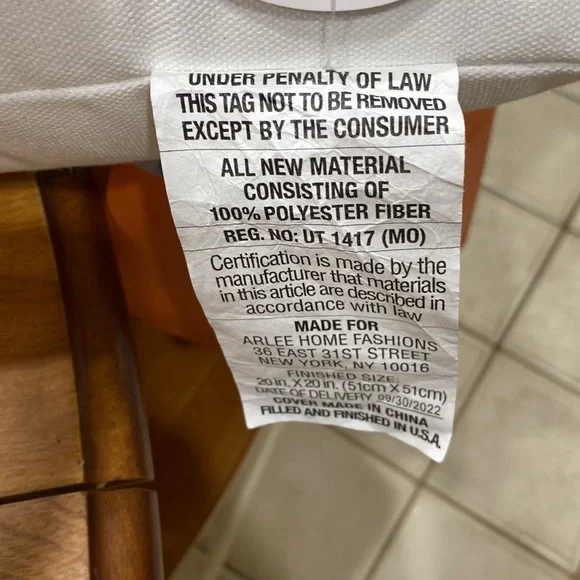 UNDER PENALTY OF LAW
THIS TAG NOT TO BE REMOVED
EXCEPT BY THE CONSUMER
ALL NEW MATERIAL
CONSISTING OF
100% POLYESTER FIBER
REG. NO: UT 1417 (MO)
Certification is made by the
manufacturer that materials
in this article are described in
accordance with law
MADE FOR
ARLEE HOME FASHIONS
36 EAST 31ST STREET
NEW YORK, NY 10016
FINISHED SIZE:
20 in. X 20 in. (51cm X 51cm)
DATE OF DELIVERY 09/30/2022
COVER MADE IN CHINA
FILLED AND FINISHED IN U.S.A.